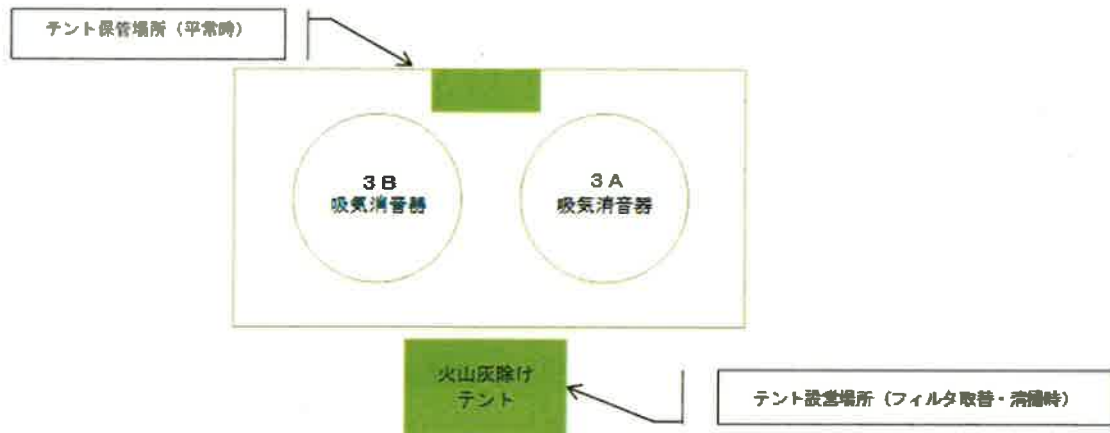 テント保管場所（平常時）
3B
吸気消音器
3A
吸気消音器
火山灰除け
テント
テント設営場所（フィルタ取替・清掃時）